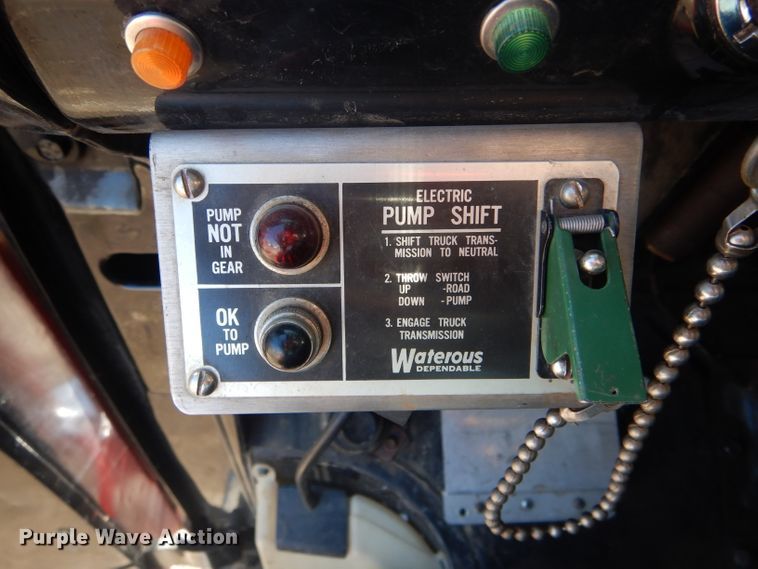 PUMP
NOT
IN
GEAR
OK
TO
PUMP
ELECTRIC
PUMP SHIFT
1. SHIFT TRUCK TRANS-
MISSION TO NEUTRAL
2. THROW SWITCH
UP -ROAD
DOWN -PUMP
3. ENGAGE TRUCK
TRANSMISSION
Waterous
DEPENDABLE
Purple Wave Auction